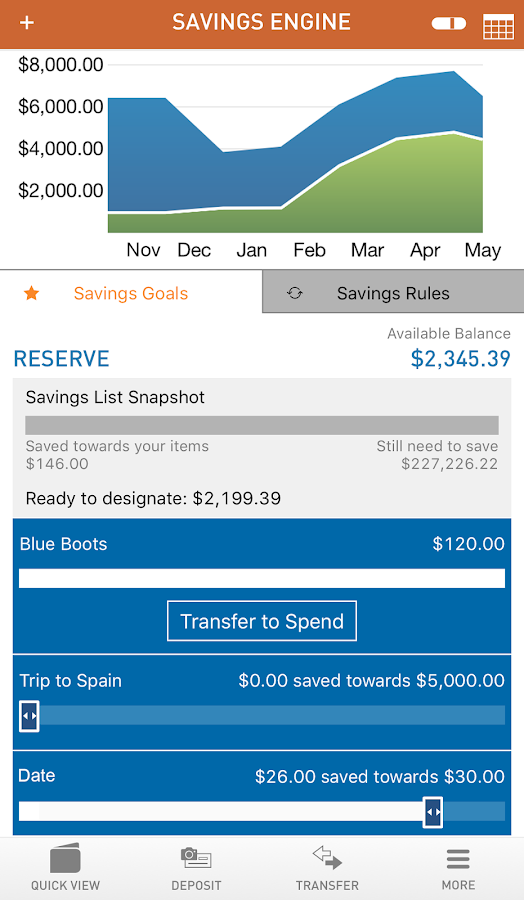 SAVINGS ENGINE
$8,000.00
$6,000.00
$4,000.00
$2,000.00
Nov Dec Jan Feb Mar Apr May
Savings Goals Savings Rules
Available Balance
RESERVE $2,345.39
Savings List Snapshot
Saved towards your items Still need to save
$146.00 $227,226.22
Ready to designate: $2,199.39
Blue Boots $120.00
Transfer to Spend
Trip to Spain $0.00 saved towards $5,000.00
Date $26.00 saved towards $30.00
QUICK VIEW DEPOSIT TRANSFER MORE